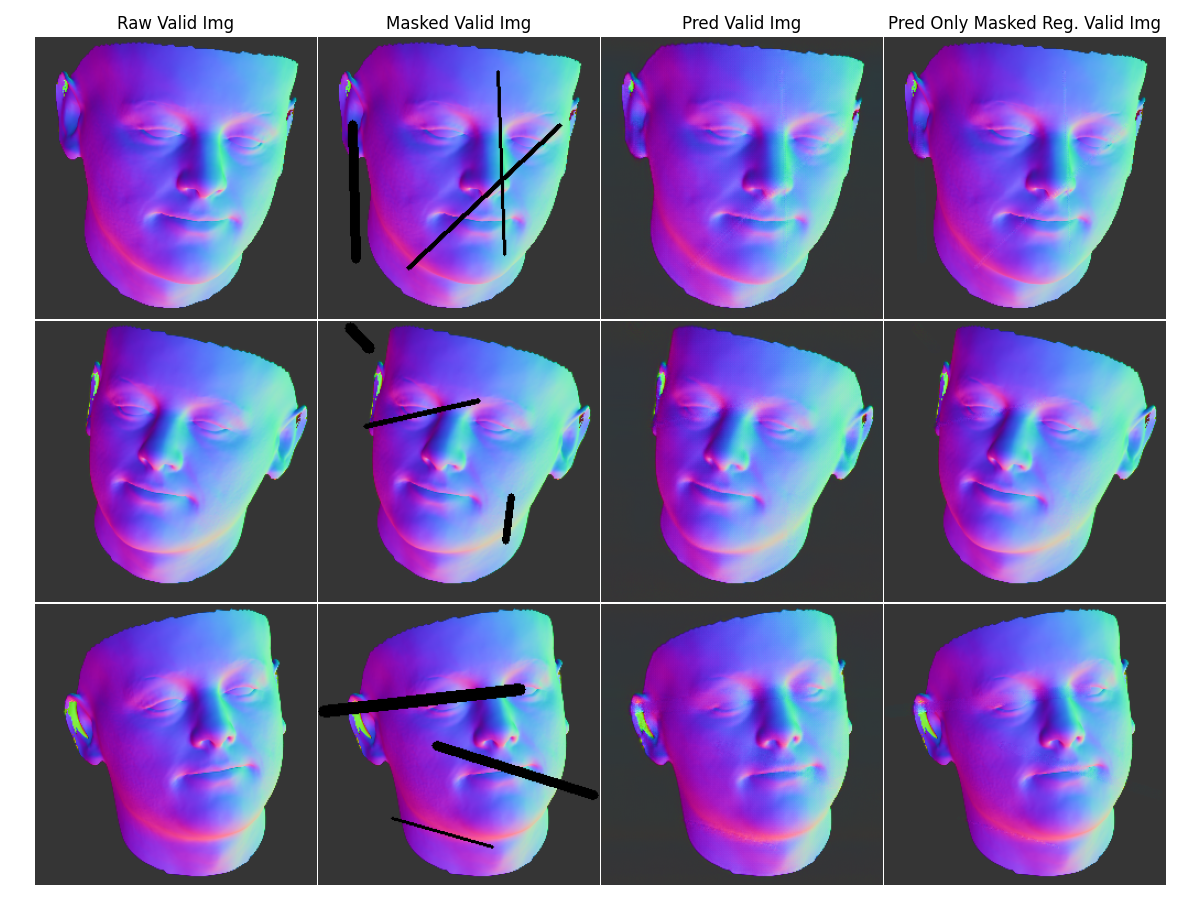 Raw Valid Img
Masked Valid Img
Pred Valid Img
Pred Only Masked Reg. Valid Img